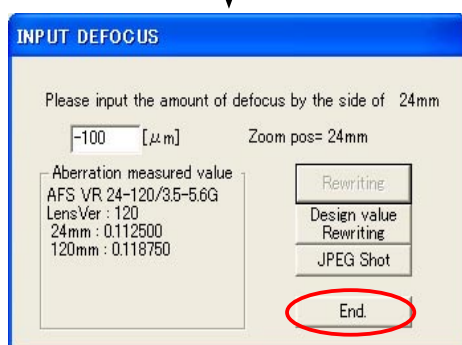 INPUT DEFOCUS
Please input the amount of defocus by the side of 24mm
-100 [μm] Zoom pos= 24mm
Aberration measured value
AFS VR 24-120/3.5-5.6G
LensVer : 120
24mm : 0.112500
120mm : 0.118750
Rewriting
Design value
Rewriting
JPEG Shot
End.